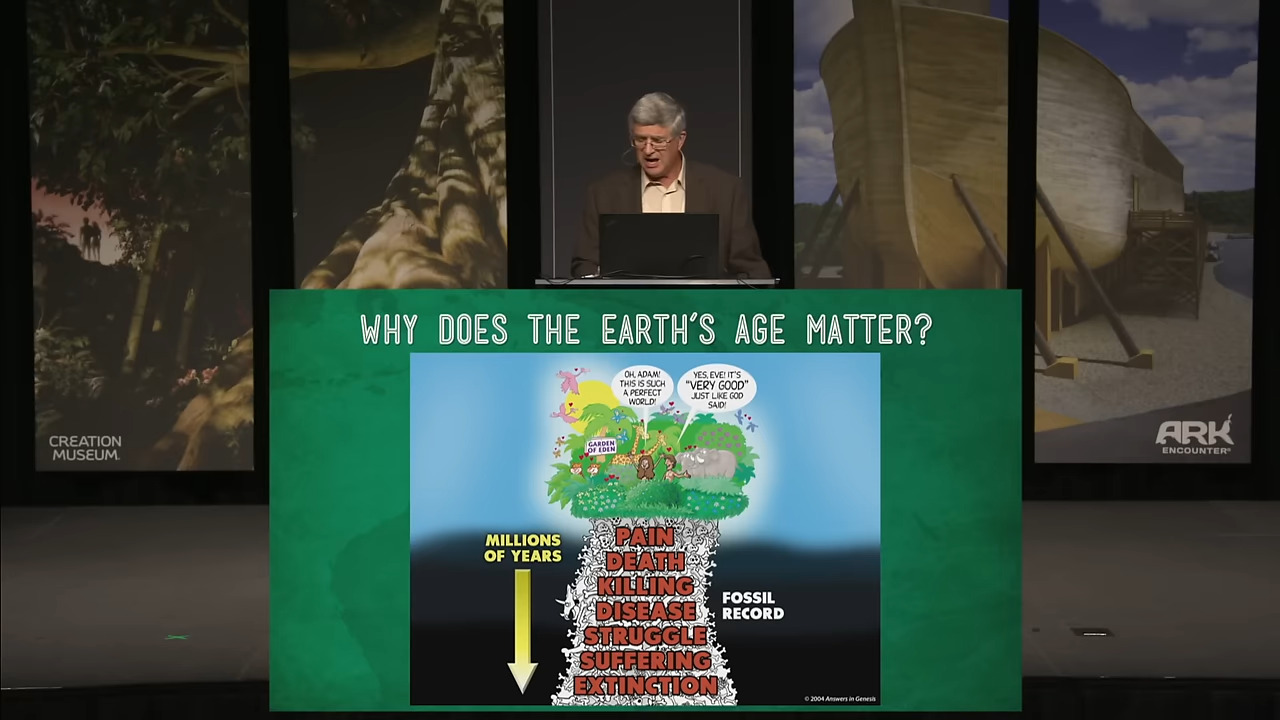 WHY DOES THE EARTH'S AGE MATTER?
OH, ADAM!
THIS IS SUCH
A PERFECT
WORLD!
YES, EVE! IT'S
"VERY GOOD"
JUST LIKE GOD
SAID!
GARDEN
OF EDEN
MILLIONS
OF YEARS
PAIN
DEATH
KILLING
DISEASE
STRUGGLE
SUFFERING
EXTINCTION
FOSSIL
RECORD
© 2004 Answers in Genesis
CREATION
MUSEUM.
ARK
ENCOUNTER®